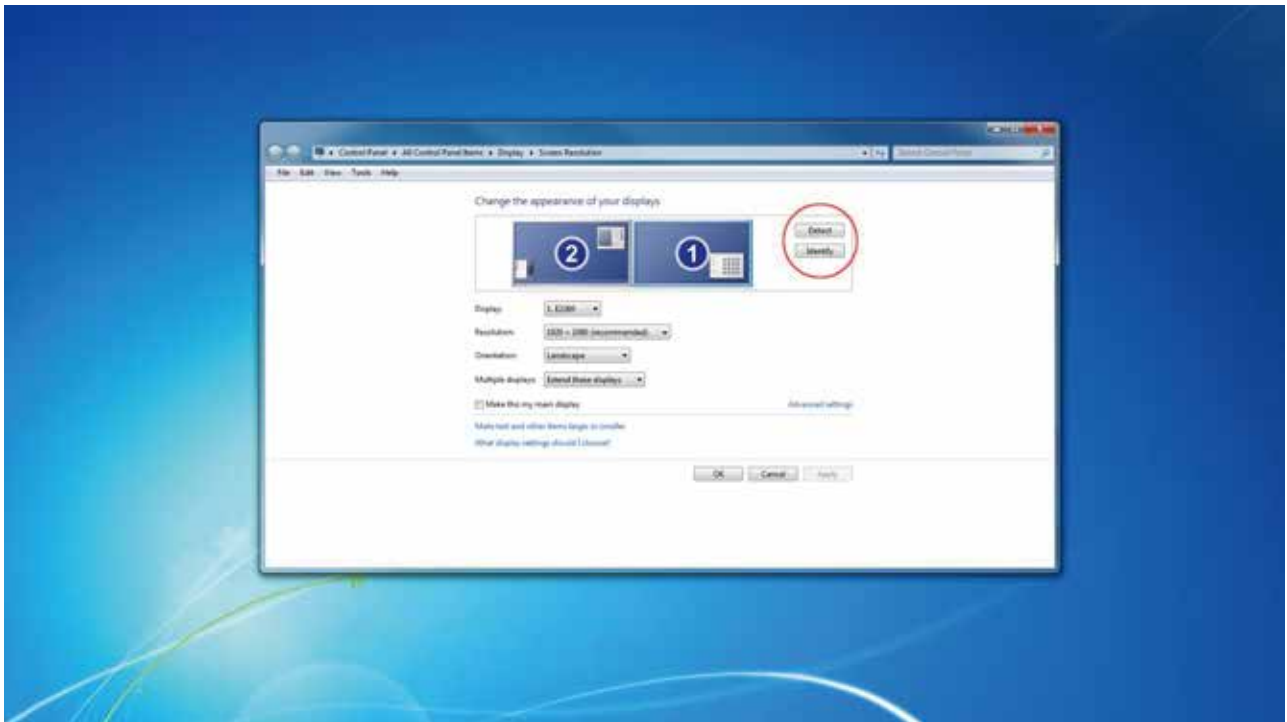 Control Panel All Control Panel Items Display Screen Resolution Search Control Panel
File Edit View Tools Help
Change the appearance of your displays
2 1
Detect
Identify
Display:
Resolution: 1920 × 1080 (recommended)
Orientation: Landscape
Multiple displays: Extend these displays
Make this my main display Advanced settings
Make text and other items larger or smaller
What display settings should I choose?
OK Cancel Apply